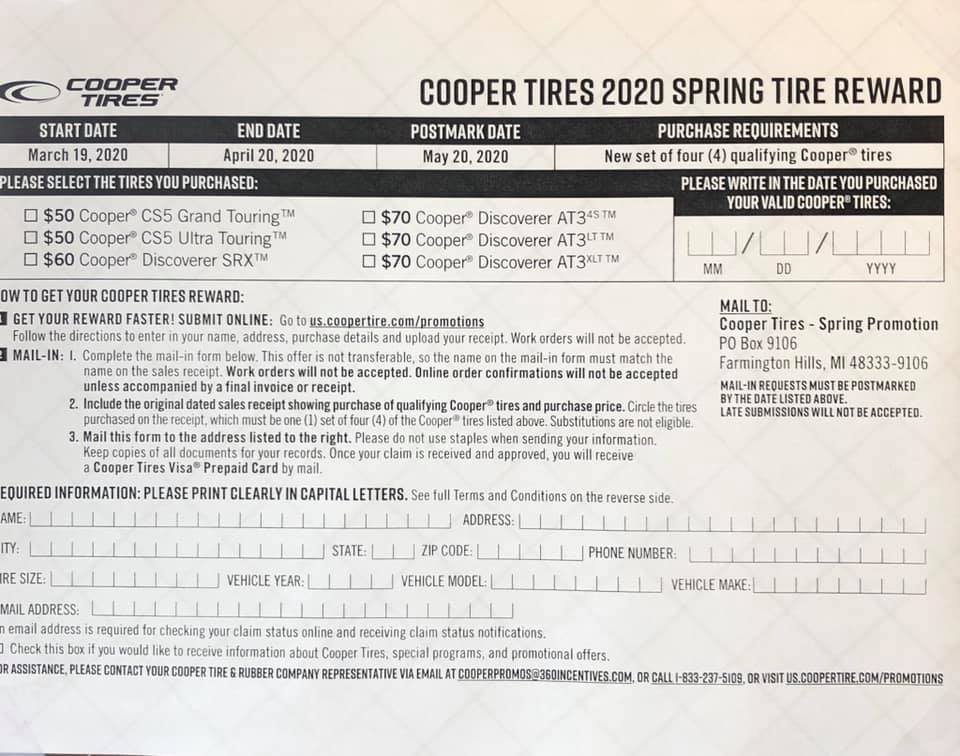 COOPER
TIRES
COOPER TIRES 2020 SPRING TIRE REWARD
START DATE END DATE POSTMARK DATE PURCHASE REQUIREMENTS
March 19, 2020 April 20, 2020 May 20, 2020 New set of four (4) qualifying Cooper® tires
PLEASE SELECT THE TIRES YOU PURCHASED:
PLEASE WRITE IN THE DATE YOU PURCHASED
YOUR VALID COOPER® TIRES:
☐ $50 Cooper® CS5 Grand Touring™ ☐ $70 Cooper® Discoverer AT3 4S™
☐ $50 Cooper® CS5 Ultra Touring™ ☐ $70 Cooper® Discoverer AT3 LT™
☐ $60 Cooper® Discoverer SRX™ ☐ $70 Cooper® Discoverer AT3 XLT™
/ /
MM DD YYYY
OW TO GET YOUR COOPER TIRES REWARD:
GET YOUR REWARD FASTER! SUBMIT ONLINE: Go to us.coopertire.com/promotions
Follow the directions to enter in your name, address, purchase details and upload your receipt. Work orders will not be accepted.
MAIL-IN: 1. Complete the mail-in form below. This offer is not transferable, so the name on the mail-in form must match the
name on the sales receipt. Work orders will not be accepted. Online order confirmations will not be accepted
unless accompanied by a final invoice or receipt.
2. Include the original dated sales receipt showing purchase of qualifying Cooper® tires and purchase price. Circle the tires
purchased on the receipt, which must be one (1) set of four (4) of the Cooper® tires listed above. Substitutions are not eligible.
3. Mail this form to the address listed to the right. Please do not use staples when sending your information.
Keep copies of all documents for your records. Once your claim is received and approved, you will receive
a Cooper Tires Visa® Prepaid Card by mail.
MAIL TO:
Cooper Tires - Spring Promotion
PO Box 9106
Farmington Hills, MI 48333-9106
MAIL-IN REQUESTS MUST BE POSTMARKED
BY THE DATE LISTED ABOVE.
LATE SUBMISSIONS WILL NOT BE ACCEPTED.
EQUIRED INFORMATION: PLEASE PRINT CLEARLY IN CAPITAL LETTERS. See full Terms and Conditions on the reverse side.
AME: ADDRESS:
ITY: STATE: ZIP CODE: PHONE NUMBER:
IRE SIZE: VEHICLE YEAR: VEHICLE MODEL: VEHICLE MAKE:
MAIL ADDRESS:
n email address is required for checking your claim status online and receiving claim status notifications.
Check this box if you would like to receive information about Cooper Tires, special programs, and promotional offers.
OR ASSISTANCE, PLEASE CONTACT YOUR COOPER TIRE & RUBBER COMPANY REPRESENTATIVE VIA EMAIL AT COOPERPROMOS@360INCENTIVES.COM, OR CALL 1-833-237-5109, OR VISIT US.COOPERTIRE.COM/PROMOTIONS